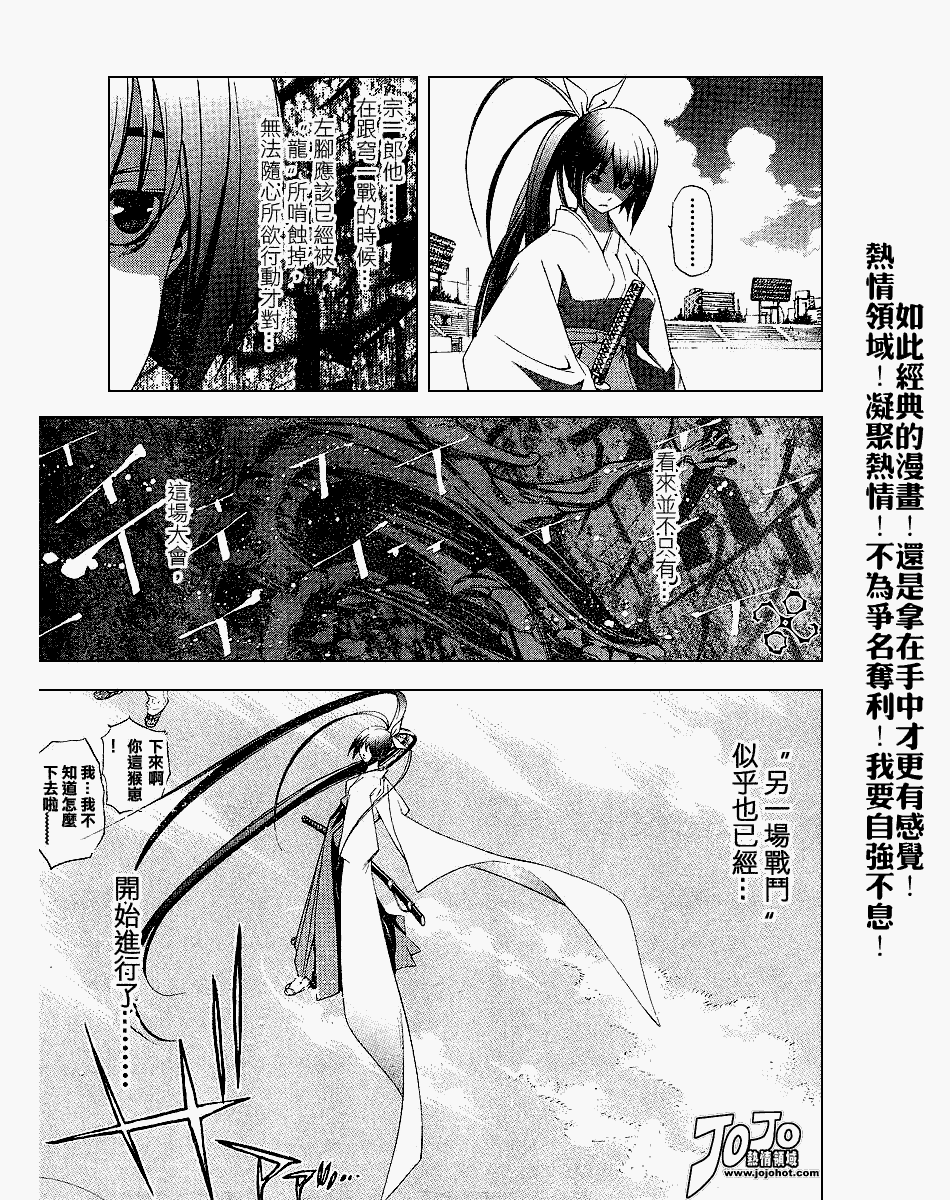 ………
宗二郎他……
在跟穹一戰的時候…
左腳應該已經被
“龍”所啃蝕掉，
無法隨心所欲行動才對…
看來並不只有…
這場大會，
“另一場戰鬥”
似乎也已經…
下來啊
你這猴崽
！
我…我不
知道怎麼
下去啦……
開始進行了………
如此經典的漫畫！還是拿在手中才更有感覺！
熱情領域！凝聚熱情！不為爭名奪利！我要自強不息！
JOJO
熱情領域
www.jojohot.com